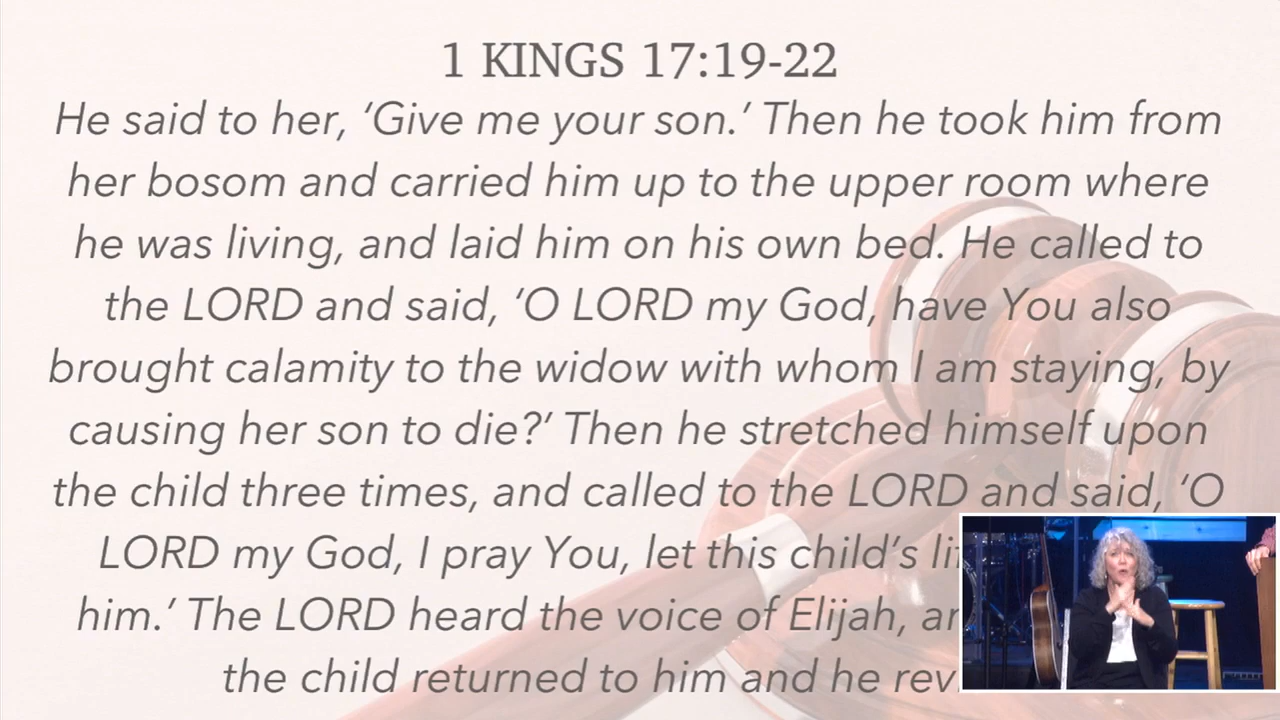 1 KINGS 17:19-22
He said to her, ‘Give me your son.’ Then he took him from
her bosom and carried him up to the upper room where
he was living, and laid him on his own bed. He called to
the LORD and said, ‘O LORD my God, have You also
brought calamity to the widow with whom I am staying, by
causing her son to die?’ Then he stretched himself upon
the child three times, and called to the LORD and said, ‘O
LORD my God, I pray You, let this child’s
him.’ The LORD heard the voice of Elijah,
the child returned to him and he